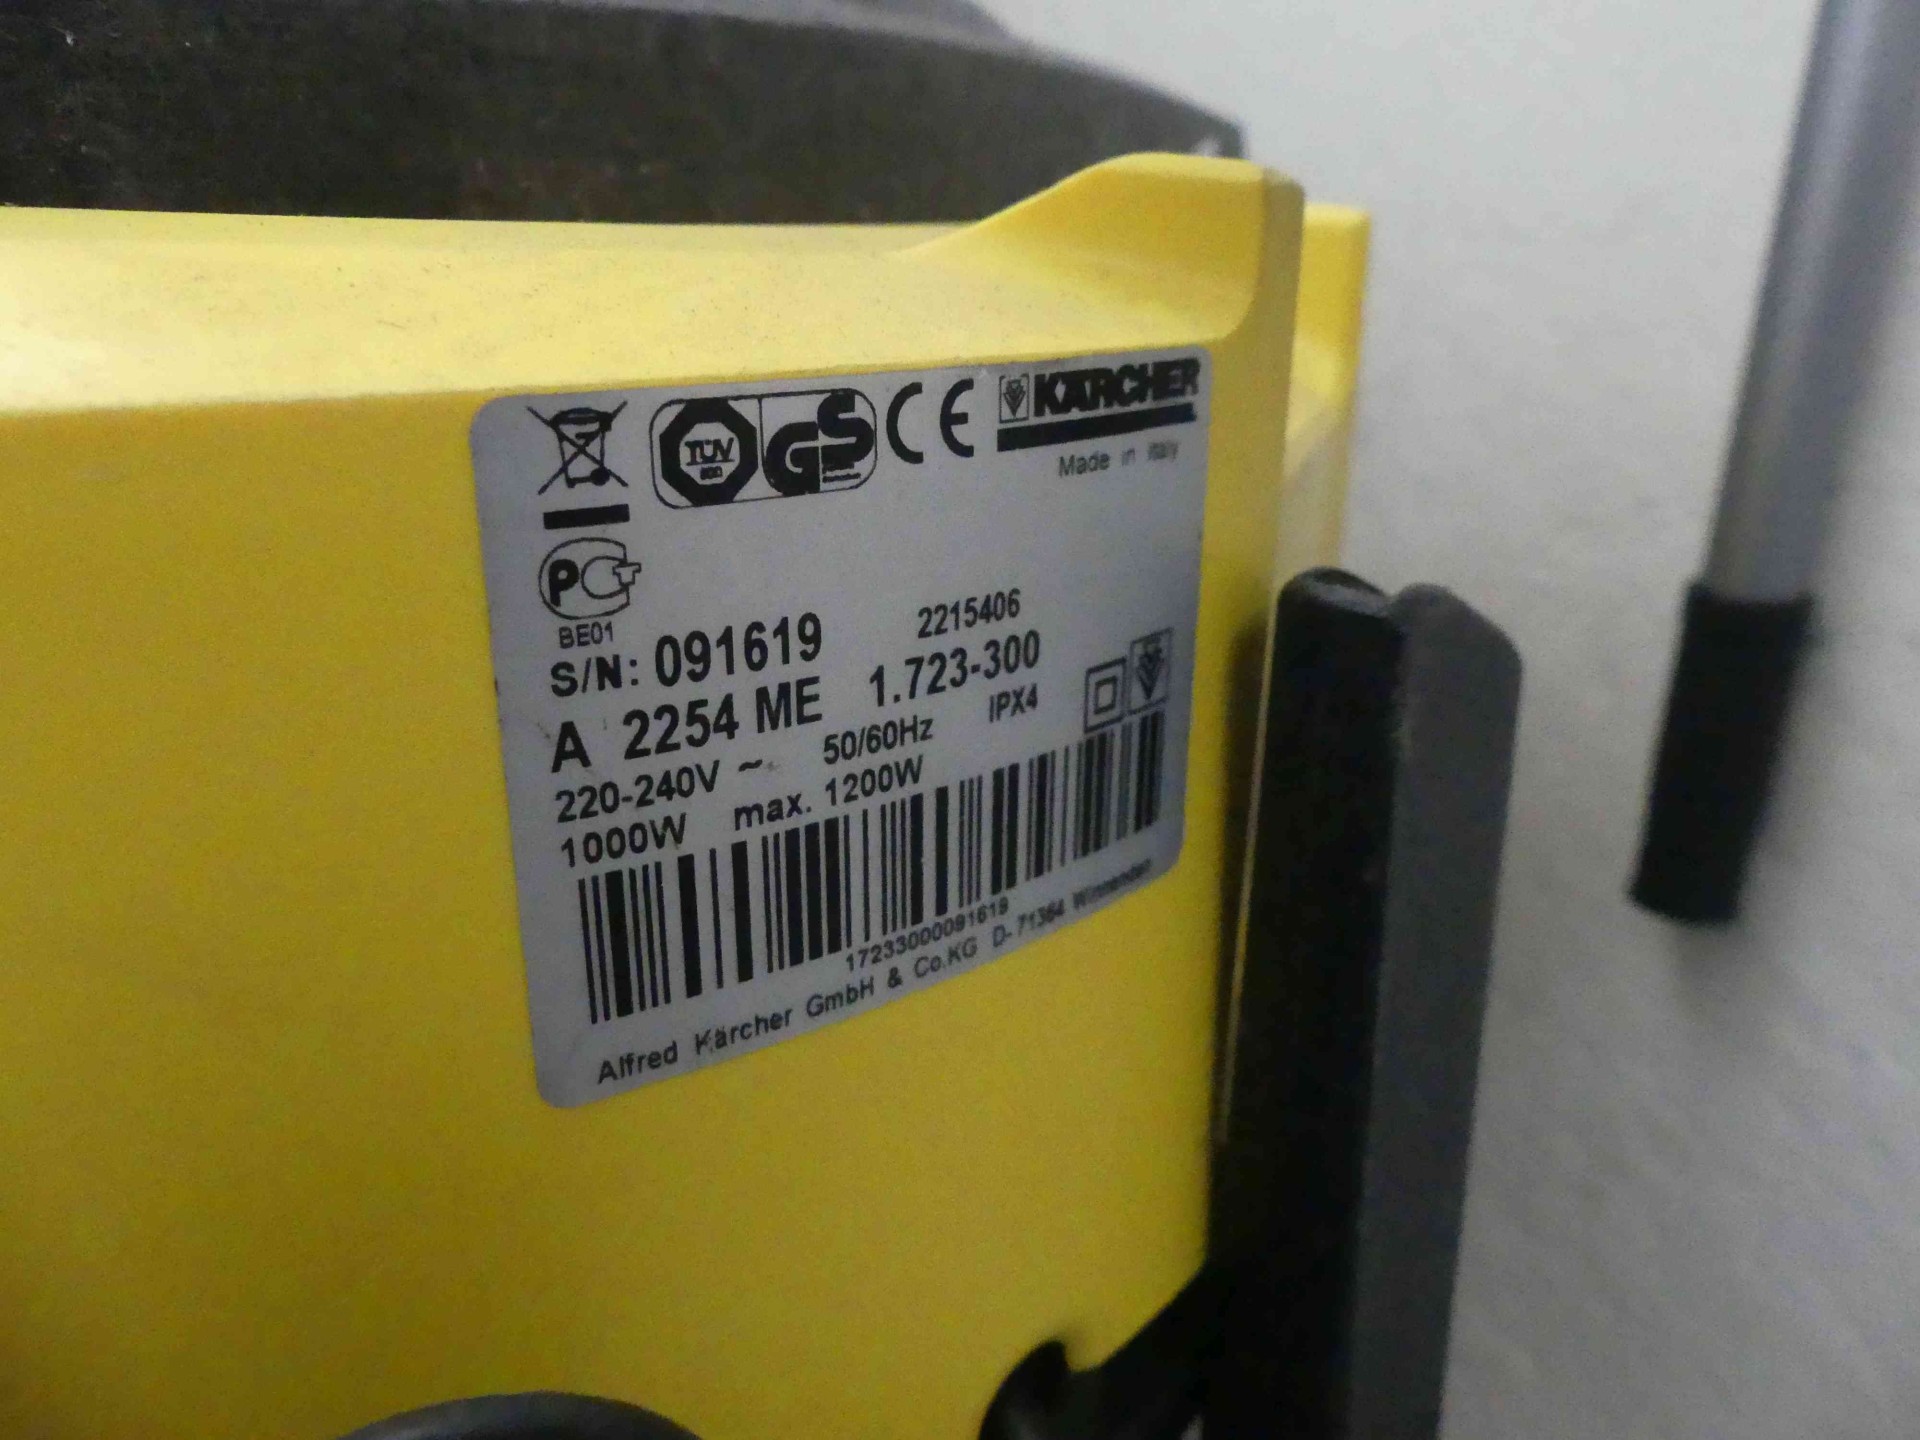 TÜV
GS
CE
KÄRCHER
Made in Italy
PCT
BE01
2215406
S/N: 091619
A 2254 ME 1.723-300
220-240V ~ 50/60Hz IPX4
1000W max. 1200W
17233000091619
Alfred Kärcher GmbH & Co.KG D-71364 Winnenden